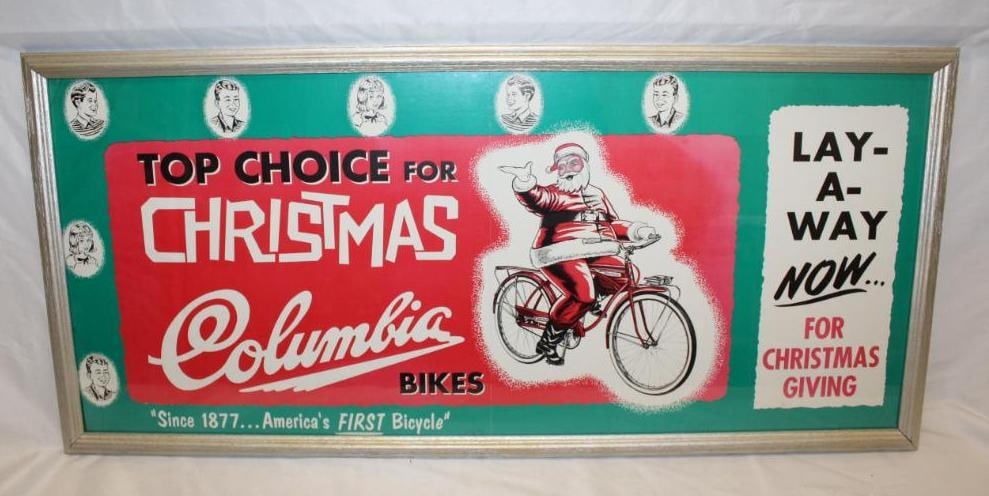 TOP CHOICE FOR
CHRISTMAS
Columbia
BIKES
"Since 1877...America's FIRST Bicycle"
LAY-
A-
WAY
NOW...
FOR
CHRISTMAS
GIVING